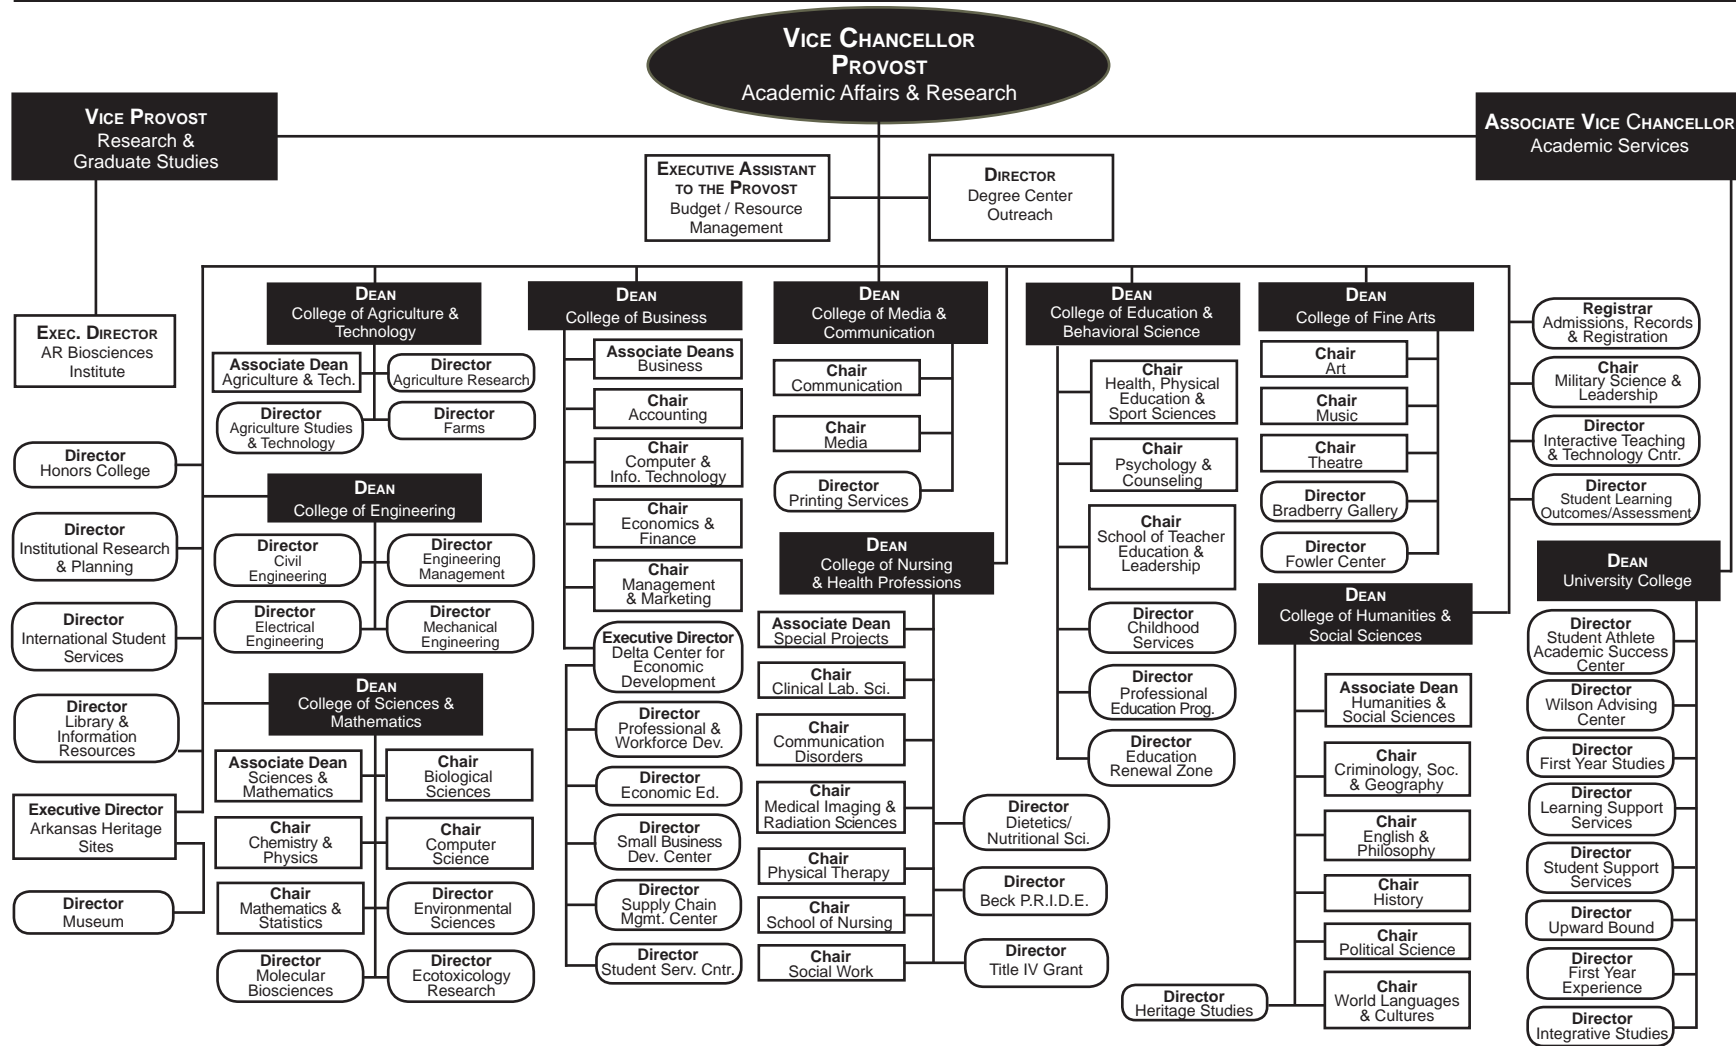 VICE CHANCELLOR
PROVOST
Academic Affairs & Research
VICE PROVOST
Research &
Graduate Studies
ASSOCIATE VICE CHANCELLOR
Academic Services
EXECUTIVE ASSISTANT
TO THE PROVOST
Budget / Resource
Management
DIRECTOR
Degree Center
Outreach
EXEC. DIRECTOR
AR Biosciences
Institute
Director
Honors College
Director
Institutional Research
& Planning
Director
International Student
Services
Director
Library &
Information
Resources
Executive Director
Arkansas Heritage
Sites
Director
Museum
DEAN
College of Agriculture &
Technology
Associate Dean
Agriculture & Tech.
Director
Agriculture Research
Director
Agriculture Studies
& Technology
Director
Farms
DEAN
College of Engineering
Director
Civil
Engineering
Director
Engineering
Management
Director
Electrical
Engineering
Director
Mechanical
Engineering
DEAN
College of Sciences &
Mathematics
Associate Dean
Sciences &
Mathematics
Chair
Biological
Sciences
Chair
Chemistry &
Physics
Chair
Computer
Science
Chair
Mathematics &
Statistics
Director
Environmental
Sciences
Director
Molecular
Biosciences
Director
Ecotoxicology
Research
DEAN
College of Business
Associate Deans
Business
Chair
Accounting
Chair
Computer &
Info. Technology
Chair
Economics &
Finance
Chair
Management
& Marketing
Executive Director
Delta Center for
Economic
Development
Director
Professional &
Workforce Dev.
Director
Economic Ed.
Director
Small Business
Dev. Center
Director
Supply Chain
Mgmt. Center
Director
Student Serv. Cntr.
DEAN
College of Media &
Communication
Chair
Communication
Chair
Media
Director
Printing Services
DEAN
College of Nursing
& Health Professions
Associate Dean
Special Projects
Chair
Clinical Lab. Sci.
Chair
Communication
Disorders
Chair
Medical Imaging &
Radiation Sciences
Chair
Physical Therapy
Chair
School of Nursing
Chair
Social Work
Director
Dietetics/
Nutritional Sci.
Director
Beck P.R.I.D.E.
Director
Title IV Grant
DEAN
College of Education &
Behavioral Science
Chair
Health, Physical
Education &
Sport Sciences
Chair
Psychology &
Counseling
Chair
School of Teacher
Education &
Leadership
Director
Childhood
Services
Director
Professional
Education Prog.
Director
Education
Renewal Zone
DEAN
College of Fine Arts
Chair
Art
Chair
Music
Chair
Theatre
Director
Bradberry Gallery
Director
Fowler Center
DEAN
College of Humanities &
Social Sciences
Associate Dean
Humanities &
Social Sciences
Chair
Criminology, Soc.
& Geography
Chair
English &
Philosophy
Chair
History
Chair
Political Science
Chair
World Languages
& Cultures
Director
Heritage Studies
Registrar
Admissions, Records
& Registration
Chair
Military Science &
Leadership
Director
Interactive Teaching
& Technology Cntr.
Director
Student Learning
Outcomes/Assessment
DEAN
University College
Director
Student Athlete
Academic Success
Center
Director
Wilson Advising
Center
Director
First Year Studies
Director
Learning Support
Services
Director
Student Support
Services
Director
Upward Bound
Director
First Year
Experience
Director
Integrative Studies